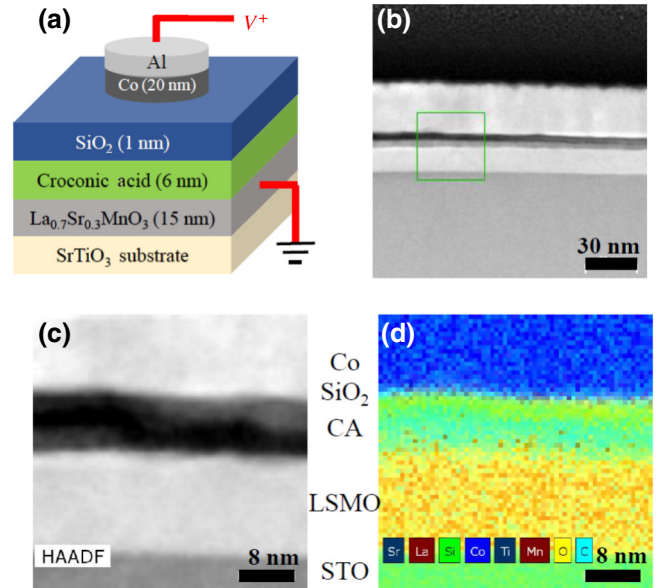 (a)
V⁺
Al
Co (20 nm)
SiO₂ (1 nm)
Croconic acid (6 nm)
La₀.₇Sr₀.₃MnO₃ (15 nm)
SrTiO₃ substrate
(b)
30 nm
(c)
HAADF
8 nm
Co
SiO₂
CA
LSMO
STO
(d)
Sr La Si Co Ti Mn O C
8 nm